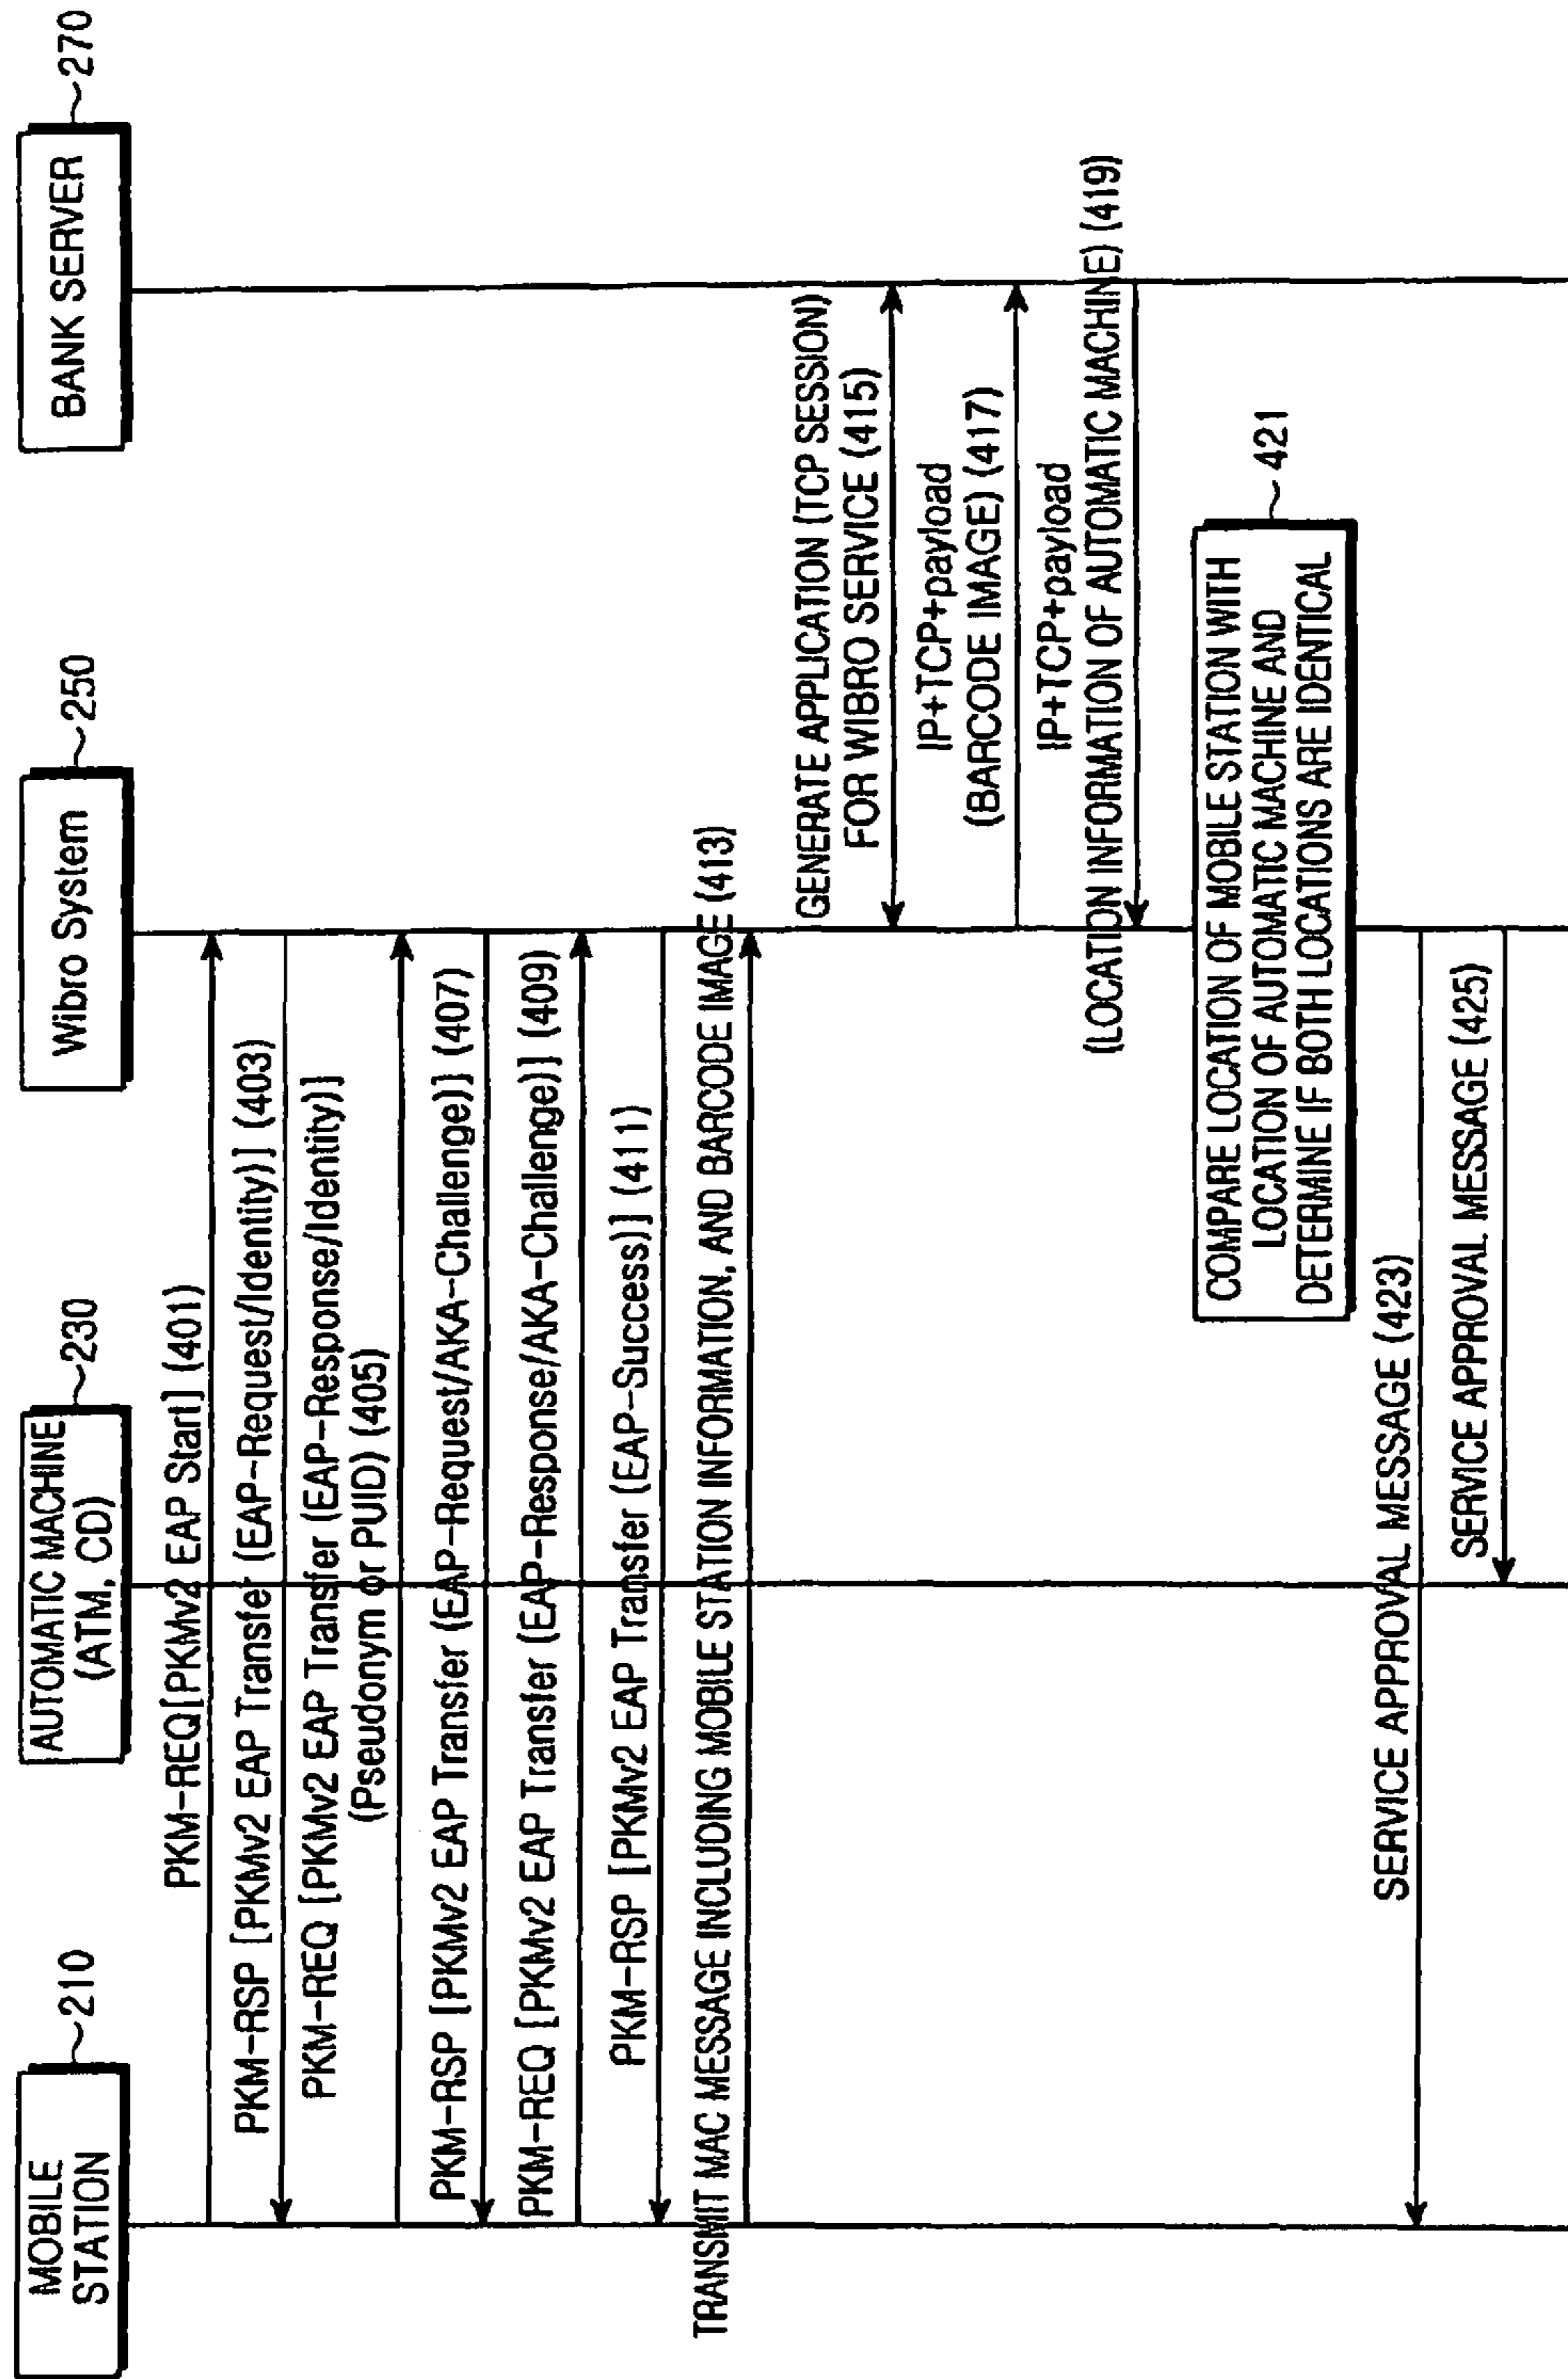 MOBILE
STATION
210
AUTOMATIC MACHINE
(ATM, CD)
230
Wibro System
250
BANK SERVER
270
PKM-REQ[PKMv2 EAP Start] (401)
PKM-RSP [PKMv2 EAP Transfer (EAP-Request/Identity)] (403)
PKM-REQ [PKMv2 EAP Transfer (EAP-Response/Identity)]
(Pseudonym or PUID) (405)
PKM-RSP [PKMv2 EAP Transfer (EAP-Request/AKA-Challenge)] (407)
PKM-REQ [PKMv2 EAP Transfer (EAP-Response/AKA-Challenge)] (409)
PKM-RSP [PKMv2 EAP Transfer (EAP-Success)] (411)
TRANSMIT MAC MESSAGE INCLUDING MOBILE STATION INFORMATION, AND BARCODE IMAGE (413)
GENERATE APPLICATION (TCP SESSION)
FOR WIBRO SERVICE (415)
IP+TCP+payload
(BARCODE IMAGE) (417)
IP+TCP+payload
(LOCATION INFORMATION OF AUTOMATIC MACHINE) (419)
COMPARE LOCATION OF MOBILE STATION WITH
LOCATION OF AUTOMATIC MACHINE AND
DETERMINE IF BOTH LOCATIONS ARE IDENTICAL
421
SERVICE APPROVAL MESSAGE (423)
SERVICE APPROVAL MESSAGE (425)